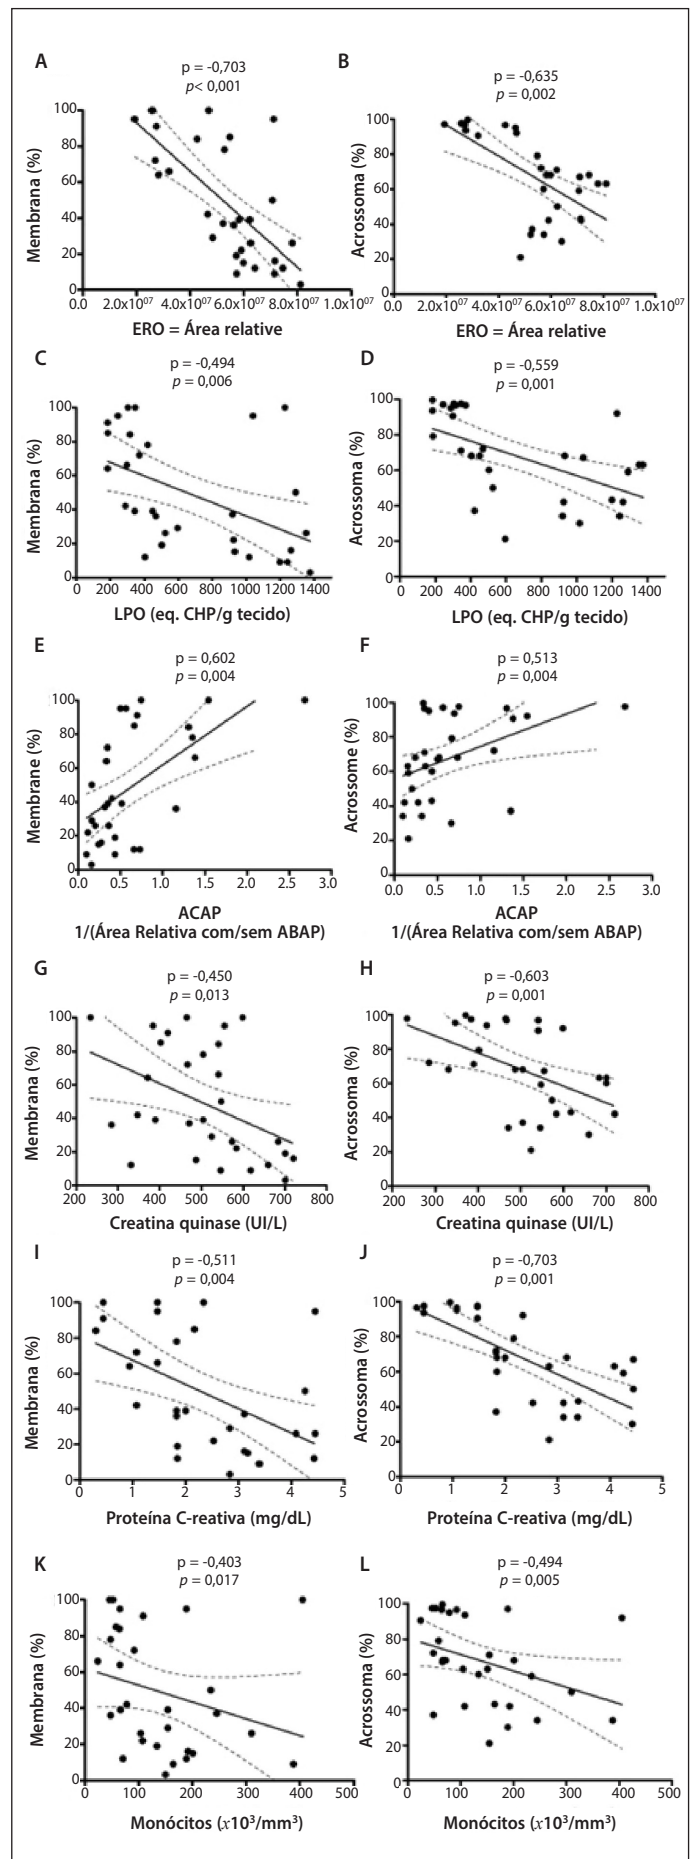 A
p = -0,703
p< 0,001
Membrana (%)
100
80
60
40
20
0
0.0 2.0x10⁰⁷ 4.0x10⁰⁷ 6.0x10⁰⁷ 8.0x10⁰⁷ 1.0x10⁰⁷
ERO = Área relative
B
p = -0,635
p = 0,002
Acrossoma (%)
100
80
60
40
20
0
0.0 2.0x10⁰⁷ 4.0x10⁰⁷ 6.0x10⁰⁷ 8.0x10⁰⁷ 1.0x10⁰⁷
ERO = Área relative
C
p = -0,494
p = 0,006
Membrana (%)
100
80
60
40
20
0
0 200 400 600 800 1000 1200 1400
LPO (eq. CHP/g tecido)
D
p = -0,559
p = 0,001
Acrossoma (%)
100
80
60
40
20
0
0 200 400 600 800 1000 1200 1400
LPO (eq. CHP/g tecido)
E
p = 0,602
p = 0,004
Membrane (%)
100
80
60
40
20
0
0.0 0.5 1.0 1.5 2.0 2.5 3.0
ACAP
1/(Área Relativa com/sem ABAP)
F
p = 0,513
p = 0,004
Acrossome (%)
100
80
60
40
20
0
0.0 0.5 1.0 1.5 2.0 2.5 3.0
ACAP
1/(Área Relativa com/sem ABAP)
G
p = -0,450
p = 0,013
Membrana (%)
100
80
60
40
20
0
200 300 400 500 600 700 800
Creatina quinase (UI/L)
H
p = -0,603
p = 0,001
Acrossoma (%)
100
80
60
40
20
0
200 300 400 500 600 700 800
Creatina quinase (UI/L)
I
p = -0,511
p = 0,004
Membrana (%)
100
80
60
40
20
0
0 1 2 3 4 5
Proteína C-reativa (mg/dL)
J
p = -0,703
p = 0,001
Acrossoma (%)
100
80
60
40
20
0
0 1 2 3 4 5
Proteína C-reativa (mg/dL)
K
p = -0,403
p = 0,017
Membrana (%)
100
80
60
40
20
0
0 100 200 300 400 500
Monócitos (x10³/mm³)
L
p = -0,494
p = 0,005
Acrossoma (%)
100
80
60
40
20
0
0 100 200 300 400 500
Monócitos (x10³/mm³)